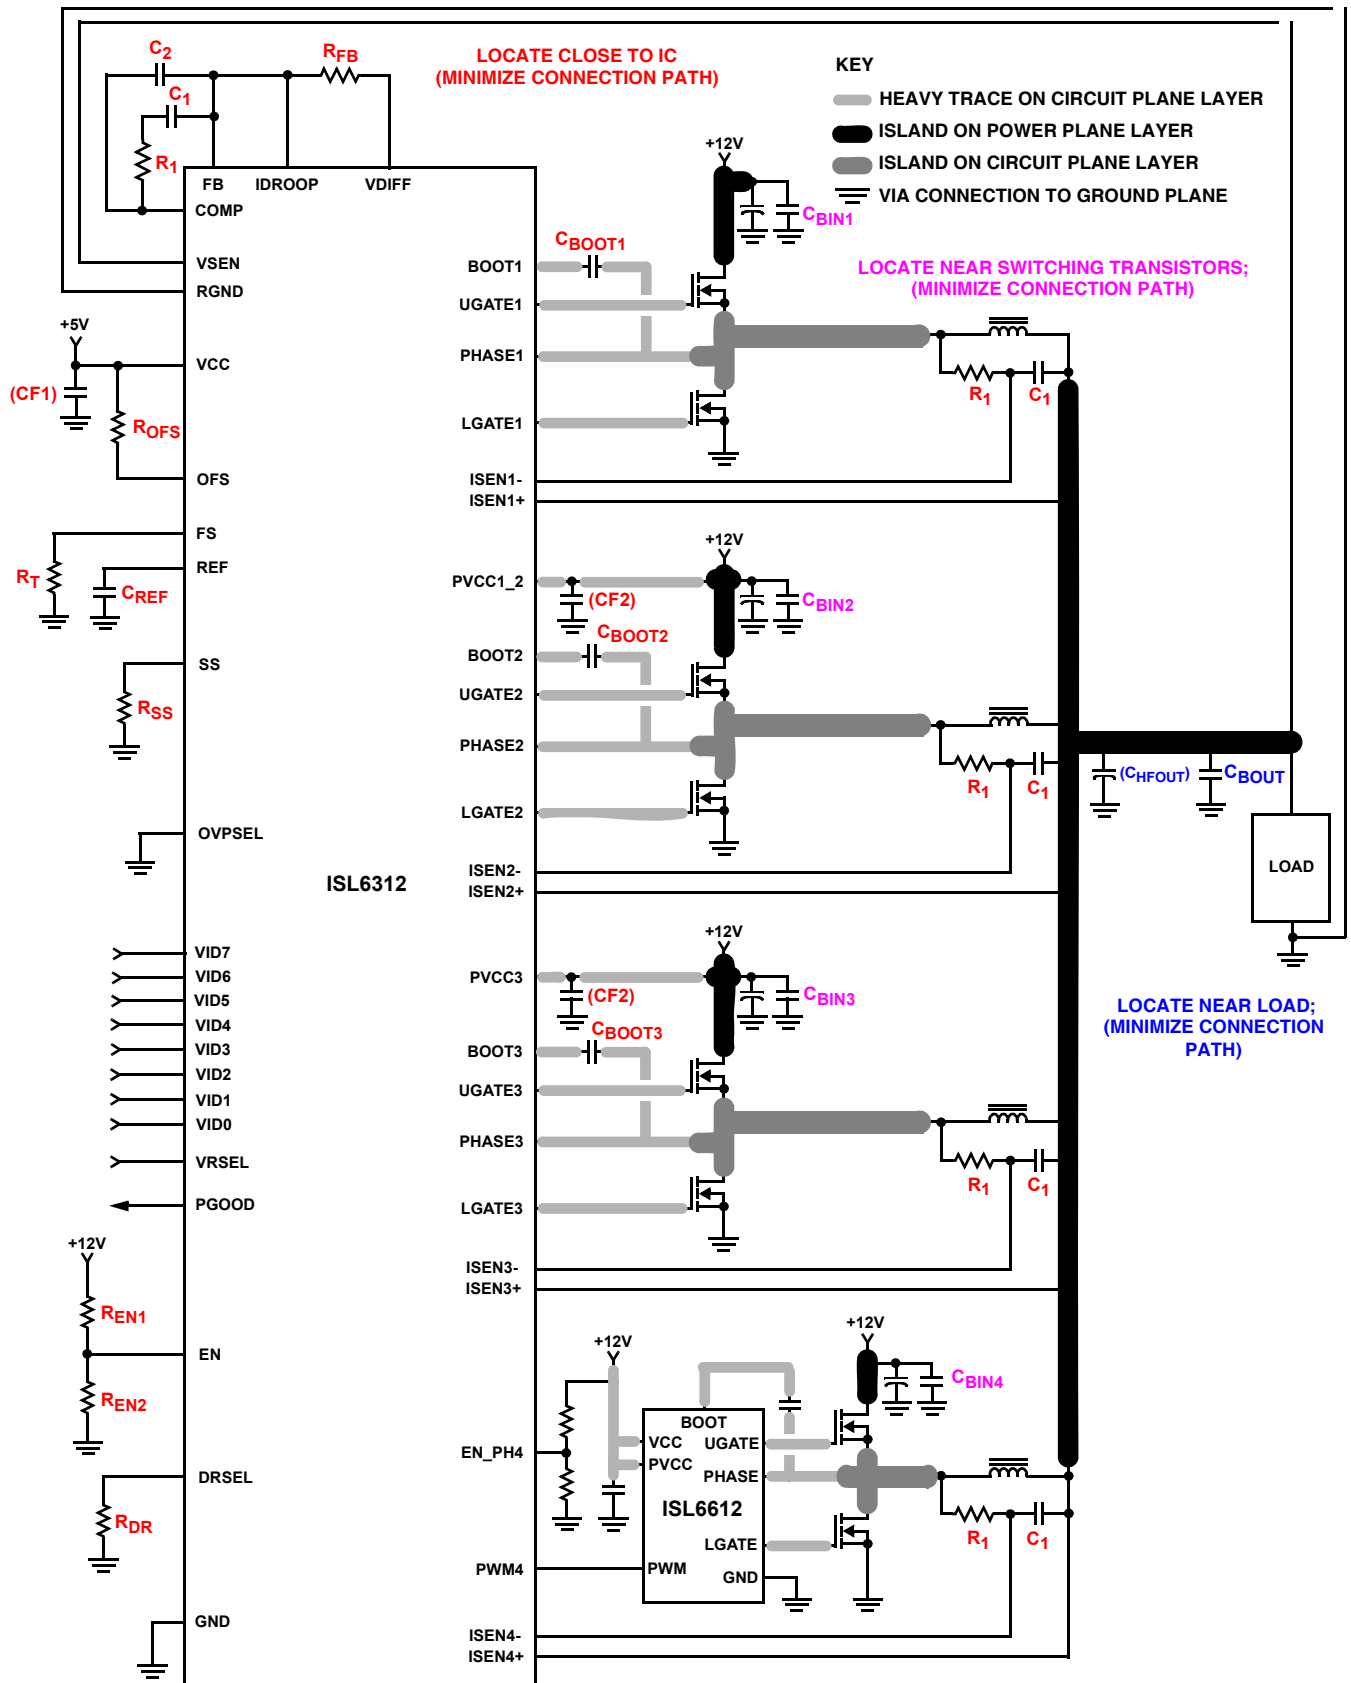 C2
RFB
C1
R1
LOCATE CLOSE TO IC
(MINIMIZE CONNECTION PATH)
KEY
HEAVY TRACE ON CIRCUIT PLANE LAYER
ISLAND ON POWER PLANE LAYER
ISLAND ON CIRCUIT PLANE LAYER
VIA CONNECTION TO GROUND PLANE
FB
IDROOP
VDIFF
COMP
VSEN
RGND
+5V
VCC
(CF1)
ROFS
OFS
FS
REF
RT
CREF
SS
RSS
OVPSEL
ISL6312
VID7
VID6
VID5
VID4
VID3
VID2
VID1
VID0
VRSEL
PGOOD
+12V
REN1
EN
REN2
DRSEL
RDR
GND
+12V
CBIN1
CBOOT1
BOOT1
UGATE1
PHASE1
LGATE1
ISEN1-
ISEN1+
LOCATE NEAR SWITCHING TRANSISTORS;
(MINIMIZE CONNECTION PATH)
R1
C1
+12V
PVCC1_2
(CF2)
CBIN2
CBOOT2
BOOT2
UGATE2
PHASE2
LGATE2
ISEN2-
ISEN2+
R1
C1
(CHFOUT)
CBOUT
LOAD
+12V
PVCC3
(CF2)
CBIN3
CBOOT3
BOOT3
UGATE3
PHASE3
LGATE3
ISEN3-
ISEN3+
R1
C1
LOCATE NEAR LOAD;
(MINIMIZE CONNECTION
PATH)
+12V
+12V
CBIN4
BOOT
VCC
UGATE
PVCC
PHASE
ISL6612
LGATE
PWM
GND
EN_PH4
PWM4
R1
C1
ISEN4-
ISEN4+